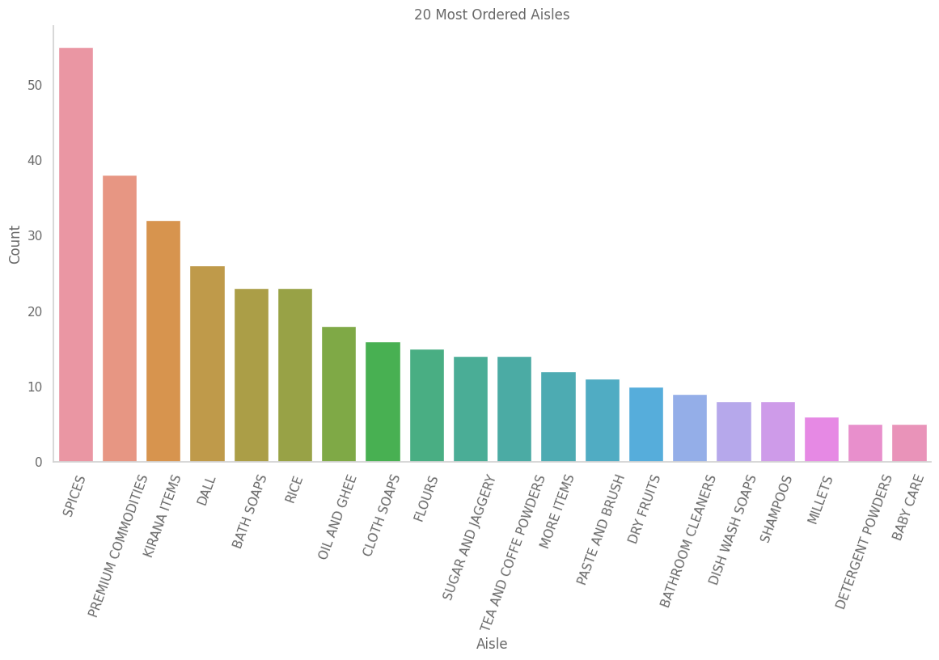 20 Most Ordered Aisles
50
40
30
20
10
0
Count
SPICES
PREMIUM COMMODITIES
KIRANA ITEMS
DALL
BATH SOAPS
RICE
OIL AND GHEE
CLOTH SOAPS
FLOURS
SUGAR AND JAGGERY
TEA AND COFFE POWDERS
MORE ITEMS
PASTE AND BRUSH
DRY FRUITS
BATHROOM CLEANERS
DISH WASH SOAPS
SHAMPOOS
MILLETS
DETERGENT POWDERS
BABY CARE
Aisle